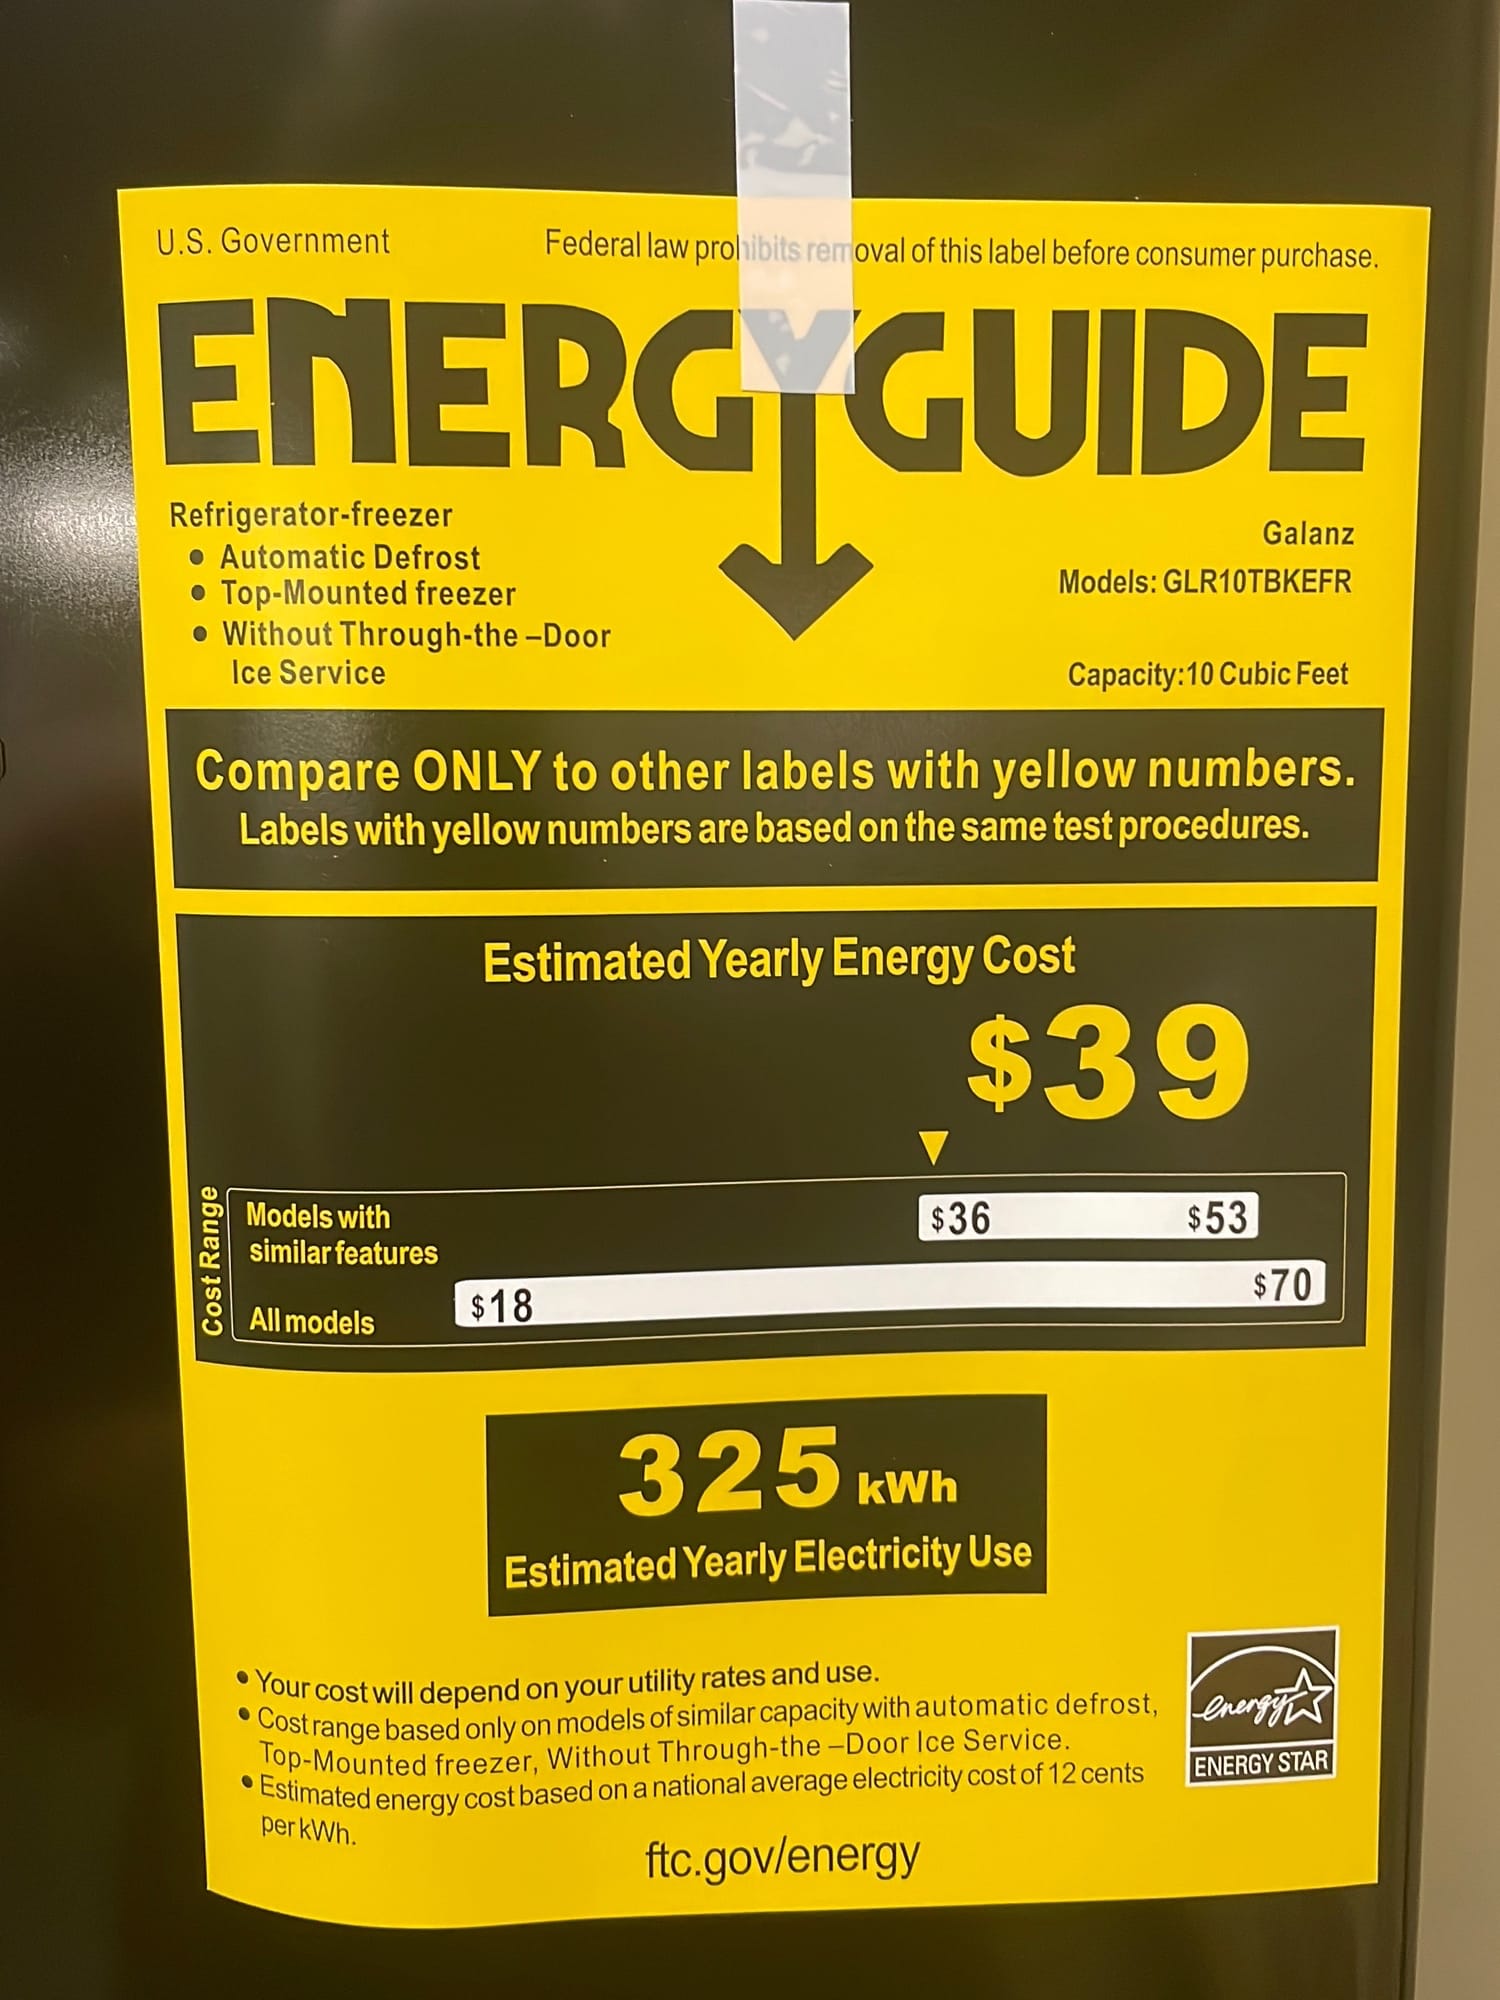 U.S. Government
Federal law prohibits removal of this label before consumer purchase.
ENERGYGUIDE
Refrigerator-freezer
• Automatic Defrost
• Top-Mounted freezer
• Without Through-the –Door
Ice Service
Galanz
Models: GLR10TBKEFR
Capacity:10 Cubic Feet
Compare ONLY to other labels with yellow numbers.
Labels with yellow numbers are based on the same test procedures.
Estimated Yearly Energy Cost
$39
Cost Range
Models with
similar features
$36 $53
All models
$18 $70
325 kWh
Estimated Yearly Electricity Use
• Your cost will depend on your utility rates and use.
• Cost range based only on models of similar capacity with automatic defrost,
Top-Mounted freezer, Without Through-the –Door Ice Service.
• Estimated energy cost based on a national average electricity cost of 12 cents
per kWh.
energy
ENERGY STAR
ftc.gov/energy